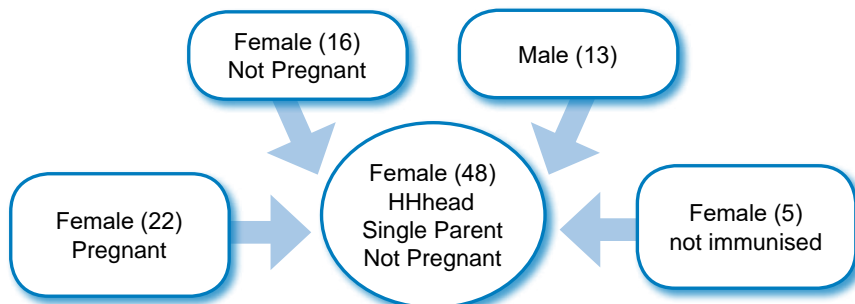 Female (16)
Not Pregnant
Male (13)
Female (22)
Pregnant
Female (48)
HHhead
Single Parent
Not Pregnant
Female (5)
not immunised